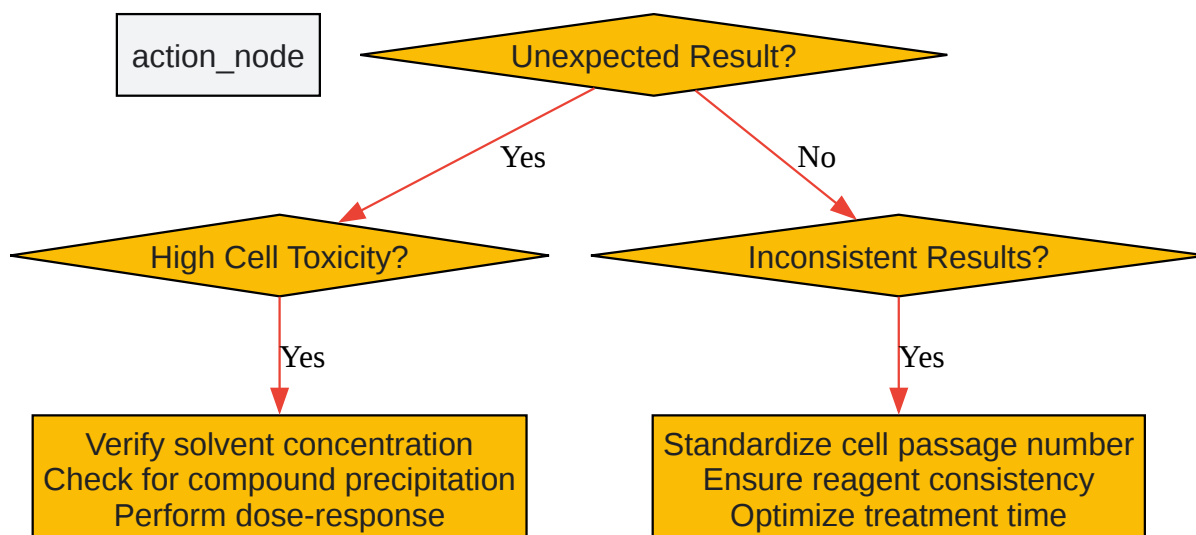 action_node
Unexpected Result?
Yes
No
High Cell Toxicity?
Inconsistent Results?
Yes
Yes
Verify solvent concentration
Check for compound precipitation
Perform dose-response
Standardize cell passage number
Ensure reagent consistency
Optimize treatment time